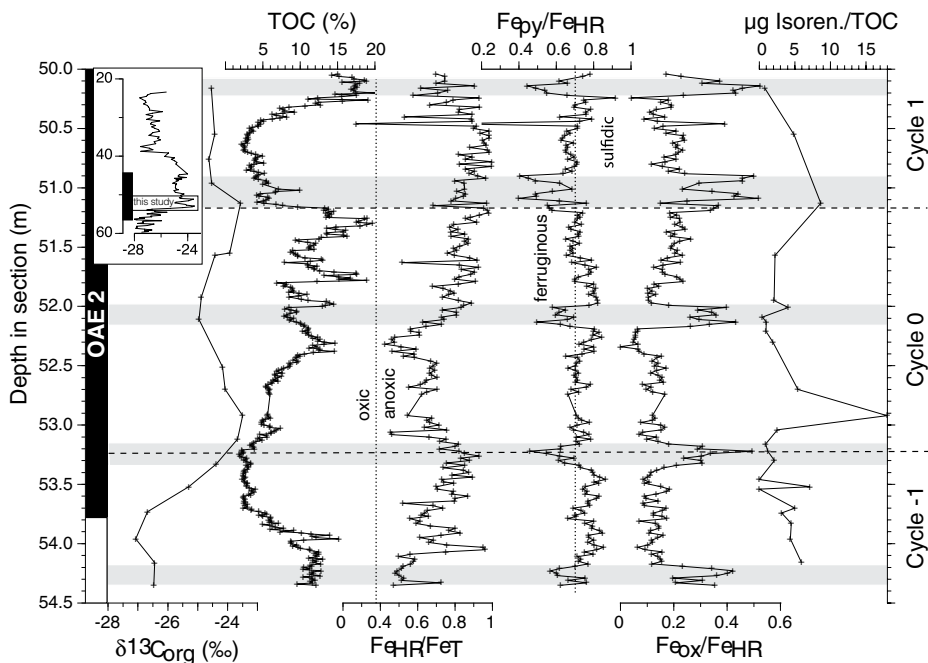 TOC (%)
5 10 15 20
Fepy/FeHR
0.2 0.4 0.6 0.8 1
µg Isoren./TOC
0 5 10 15
50.0
50.5
51.0
51.5
52.0
52.5
53.0
53.5
54.0
54.5
Depth in section (m)
OAE 2
20
40
60
this study
-28 -26 -24
sulfidic
ferruginous
oxic
anoxic
Cycle 1
Cycle 0
Cycle -1
-28 -26 -24
δ13Corg (‰)
0 0.2 0.4 0.6 0.8 1
FeHR/FeT
0 0.2 0.4 0.6
Feox/FeHR